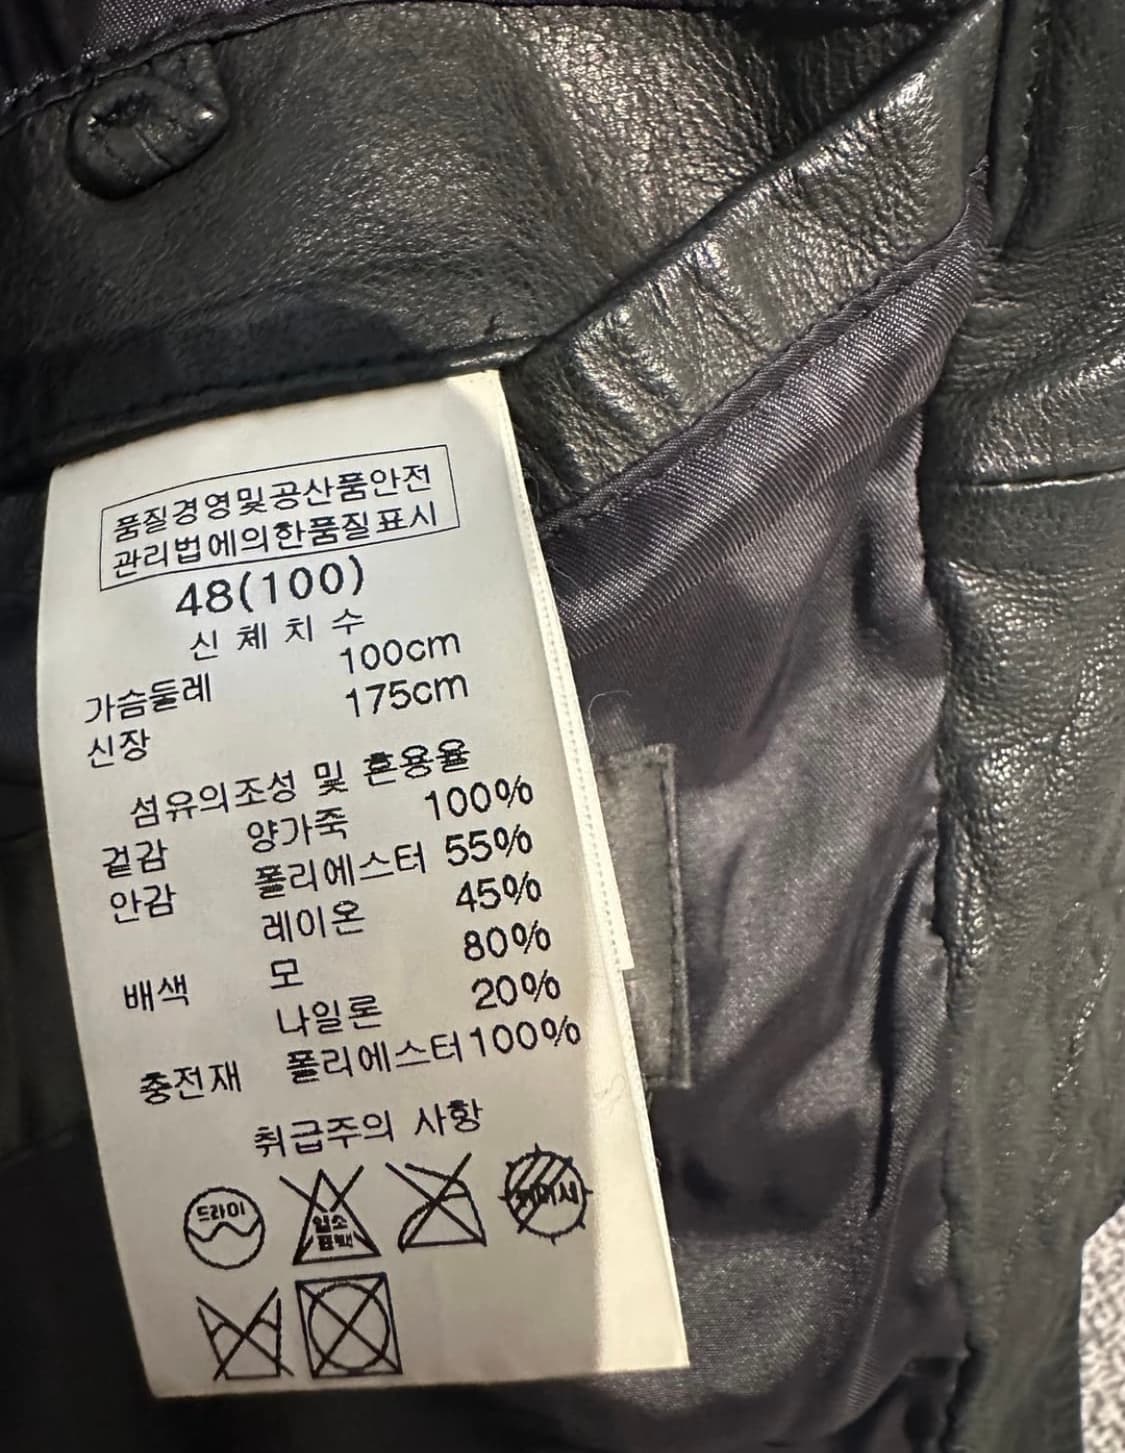 품질경영및공산품안전
관리법에의한품질표시
48(100)
신 체 치 수
가슴둘레 100cm
신장 175cm
섬유의조성 및 혼용율
겉감 양가죽 100%
안감 폴리에스터 55%
레이온 45%
배색 모 80%
나일론 20%
충전재 폴리에스터 100%
취급주의 사항
드라이
염소
표백